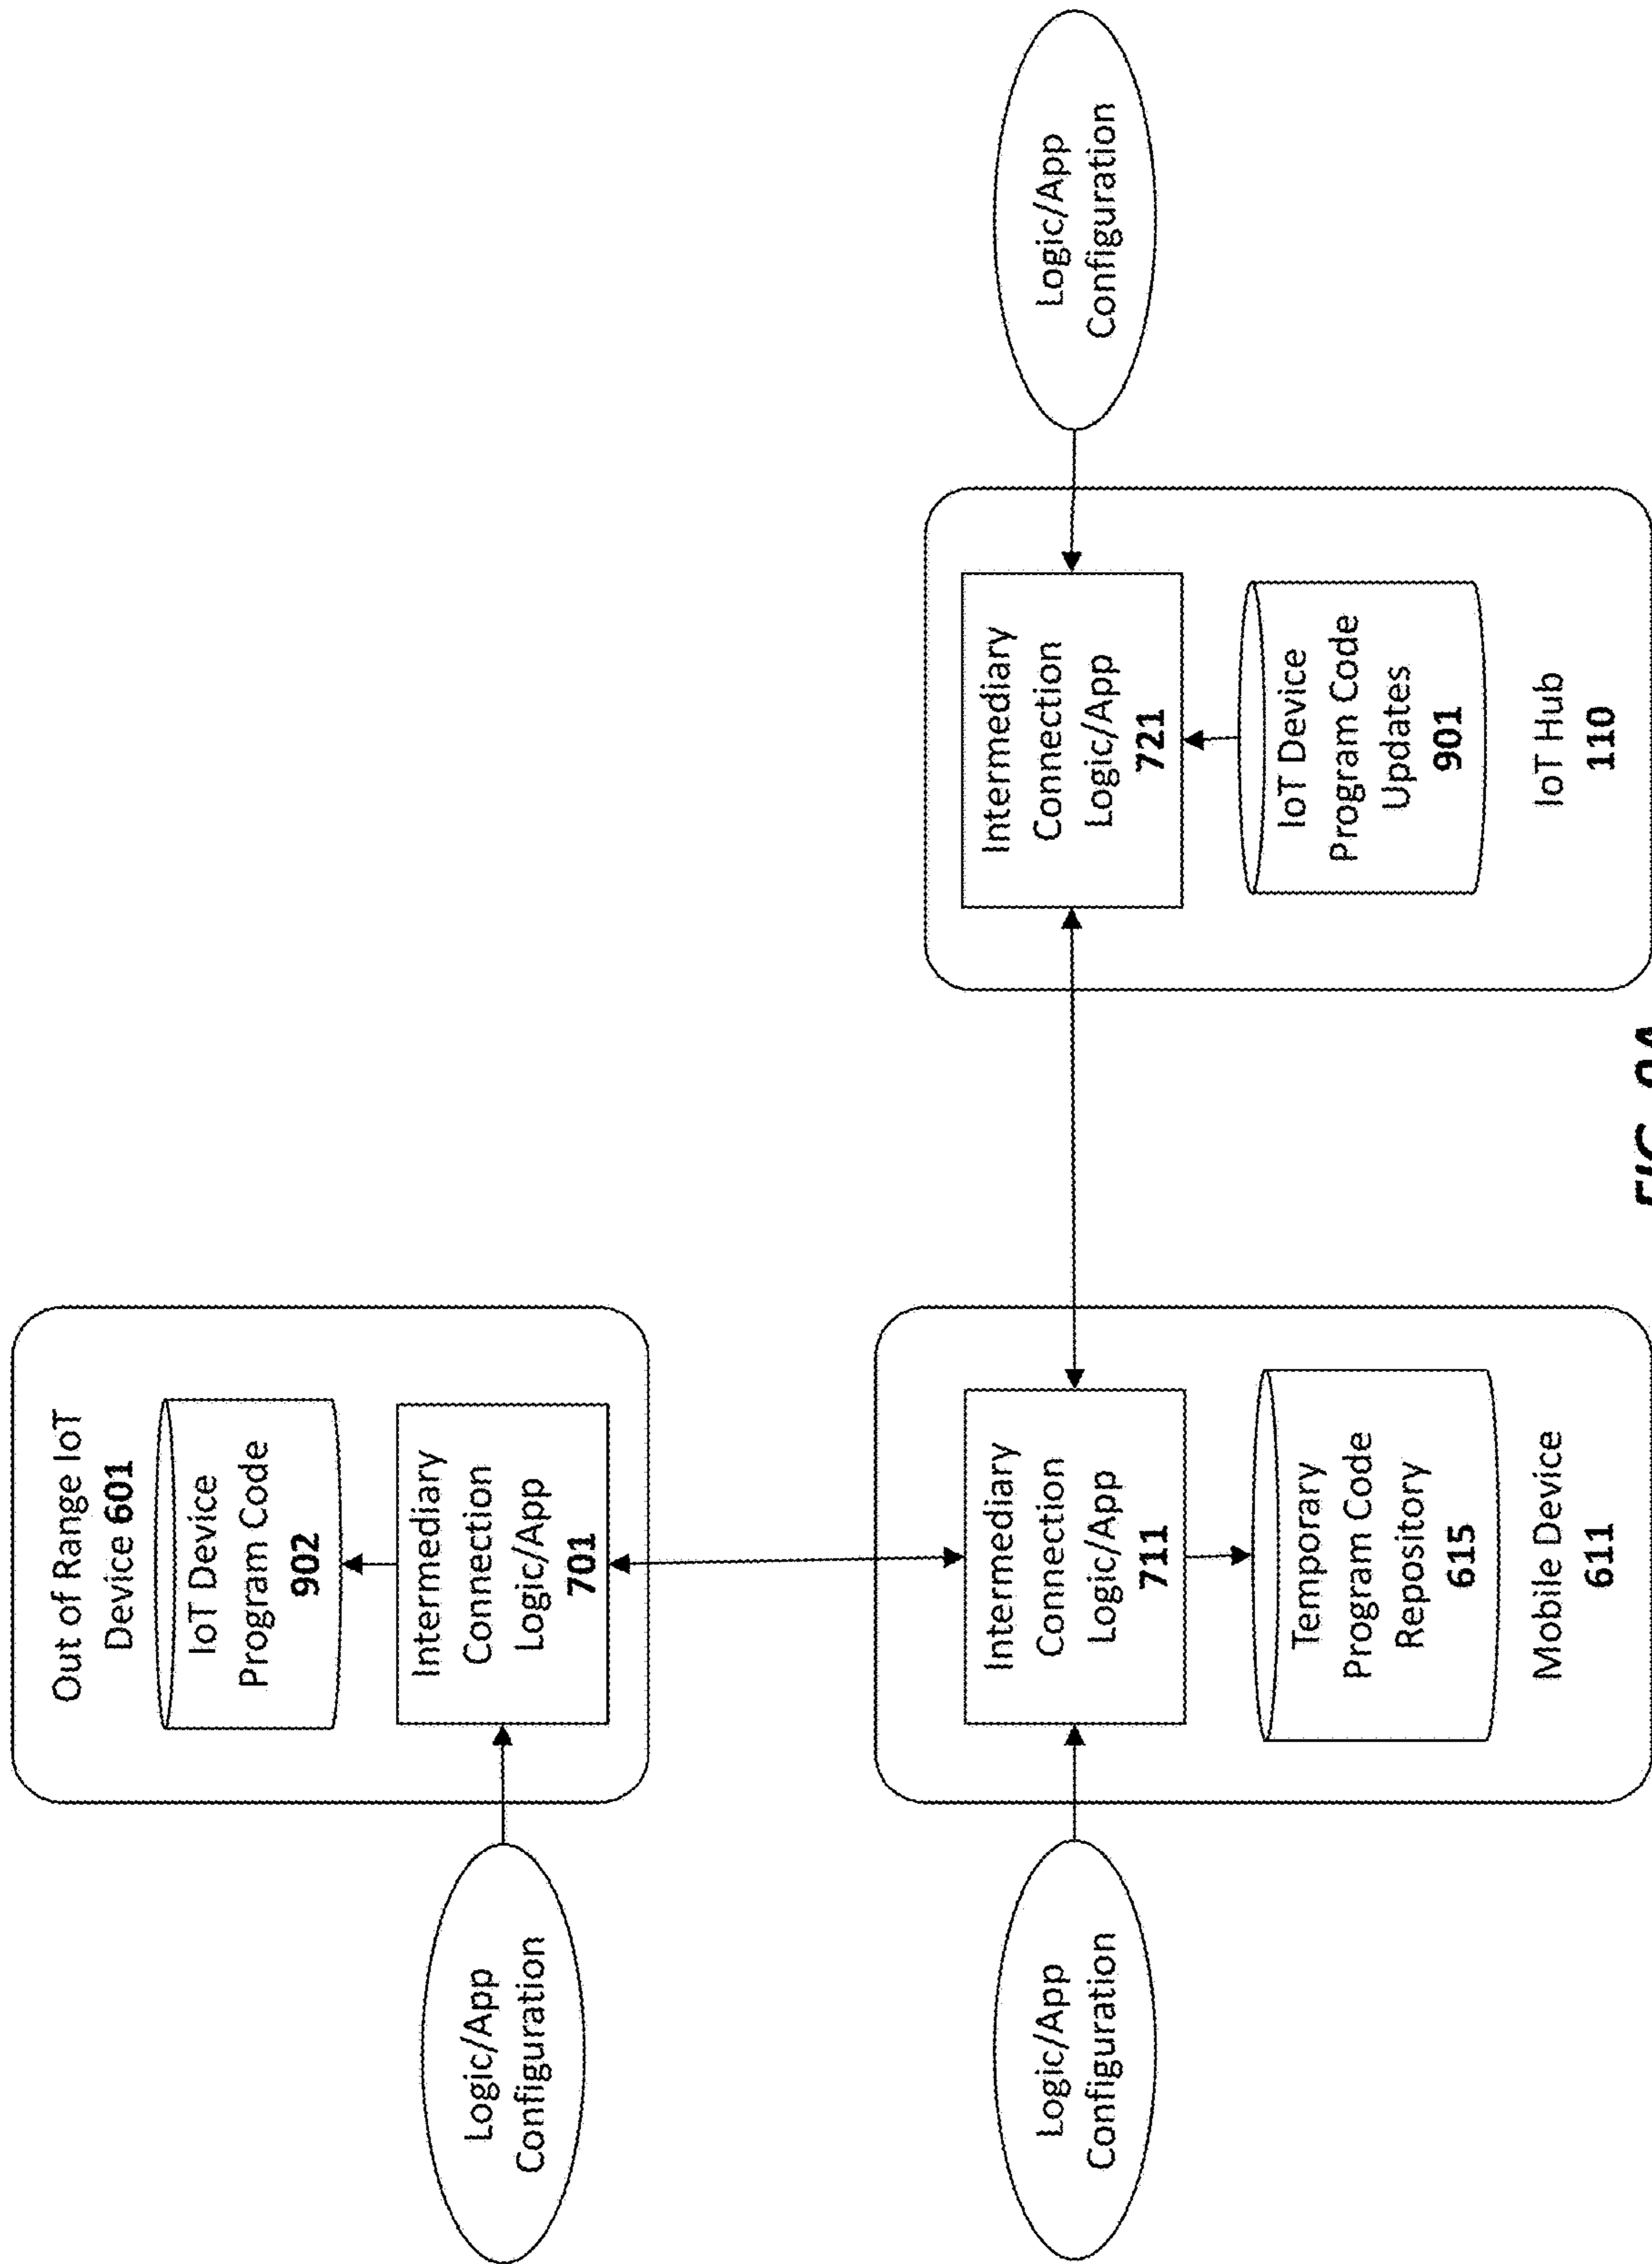 Out of Range IoT
Device 601
IoT Device
Program Code
902
Logic/App
Configuration
Intermediary
Connection
Logic/App
701
Logic/App
Configuration
Intermediary
Connection
Logic/App
711
Temporary
Program Code
Repository
615
Mobile Device
611
Intermediary
Connection
Logic/App
721
IoT Device
Program Code
Updates
901
IoT Hub
110
Logic/App
Configuration
FIG. 9A